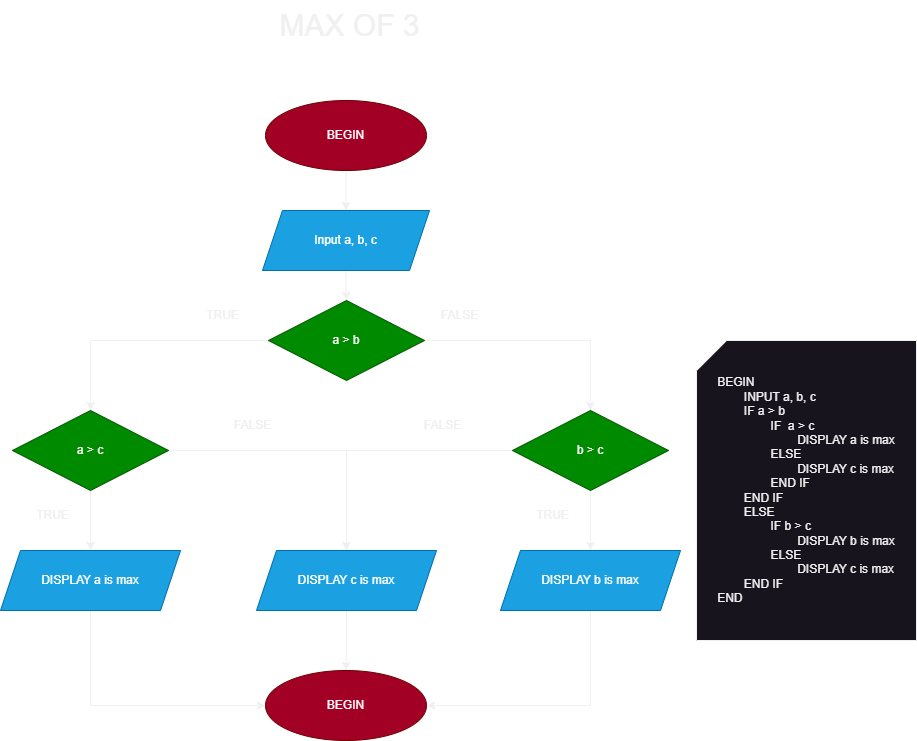 MAX OF 3
BEGIN
Input a, b, c
TRUE
FALSE
a > b
a > c
FALSE
FALSE
b > c
TRUE
TRUE
DISPLAY a is max
DISPLAY c is max
DISPLAY b is max
BEGIN
BEGIN
INPUT a, b, c
IF a > b
IF  a > c
DISPLAY a is max
ELSE
DISPLAY c is max
END IF
END IF
ELSE
IF b > c
DISPLAY b is max
ELSE
DISPLAY c is max
END IF
END